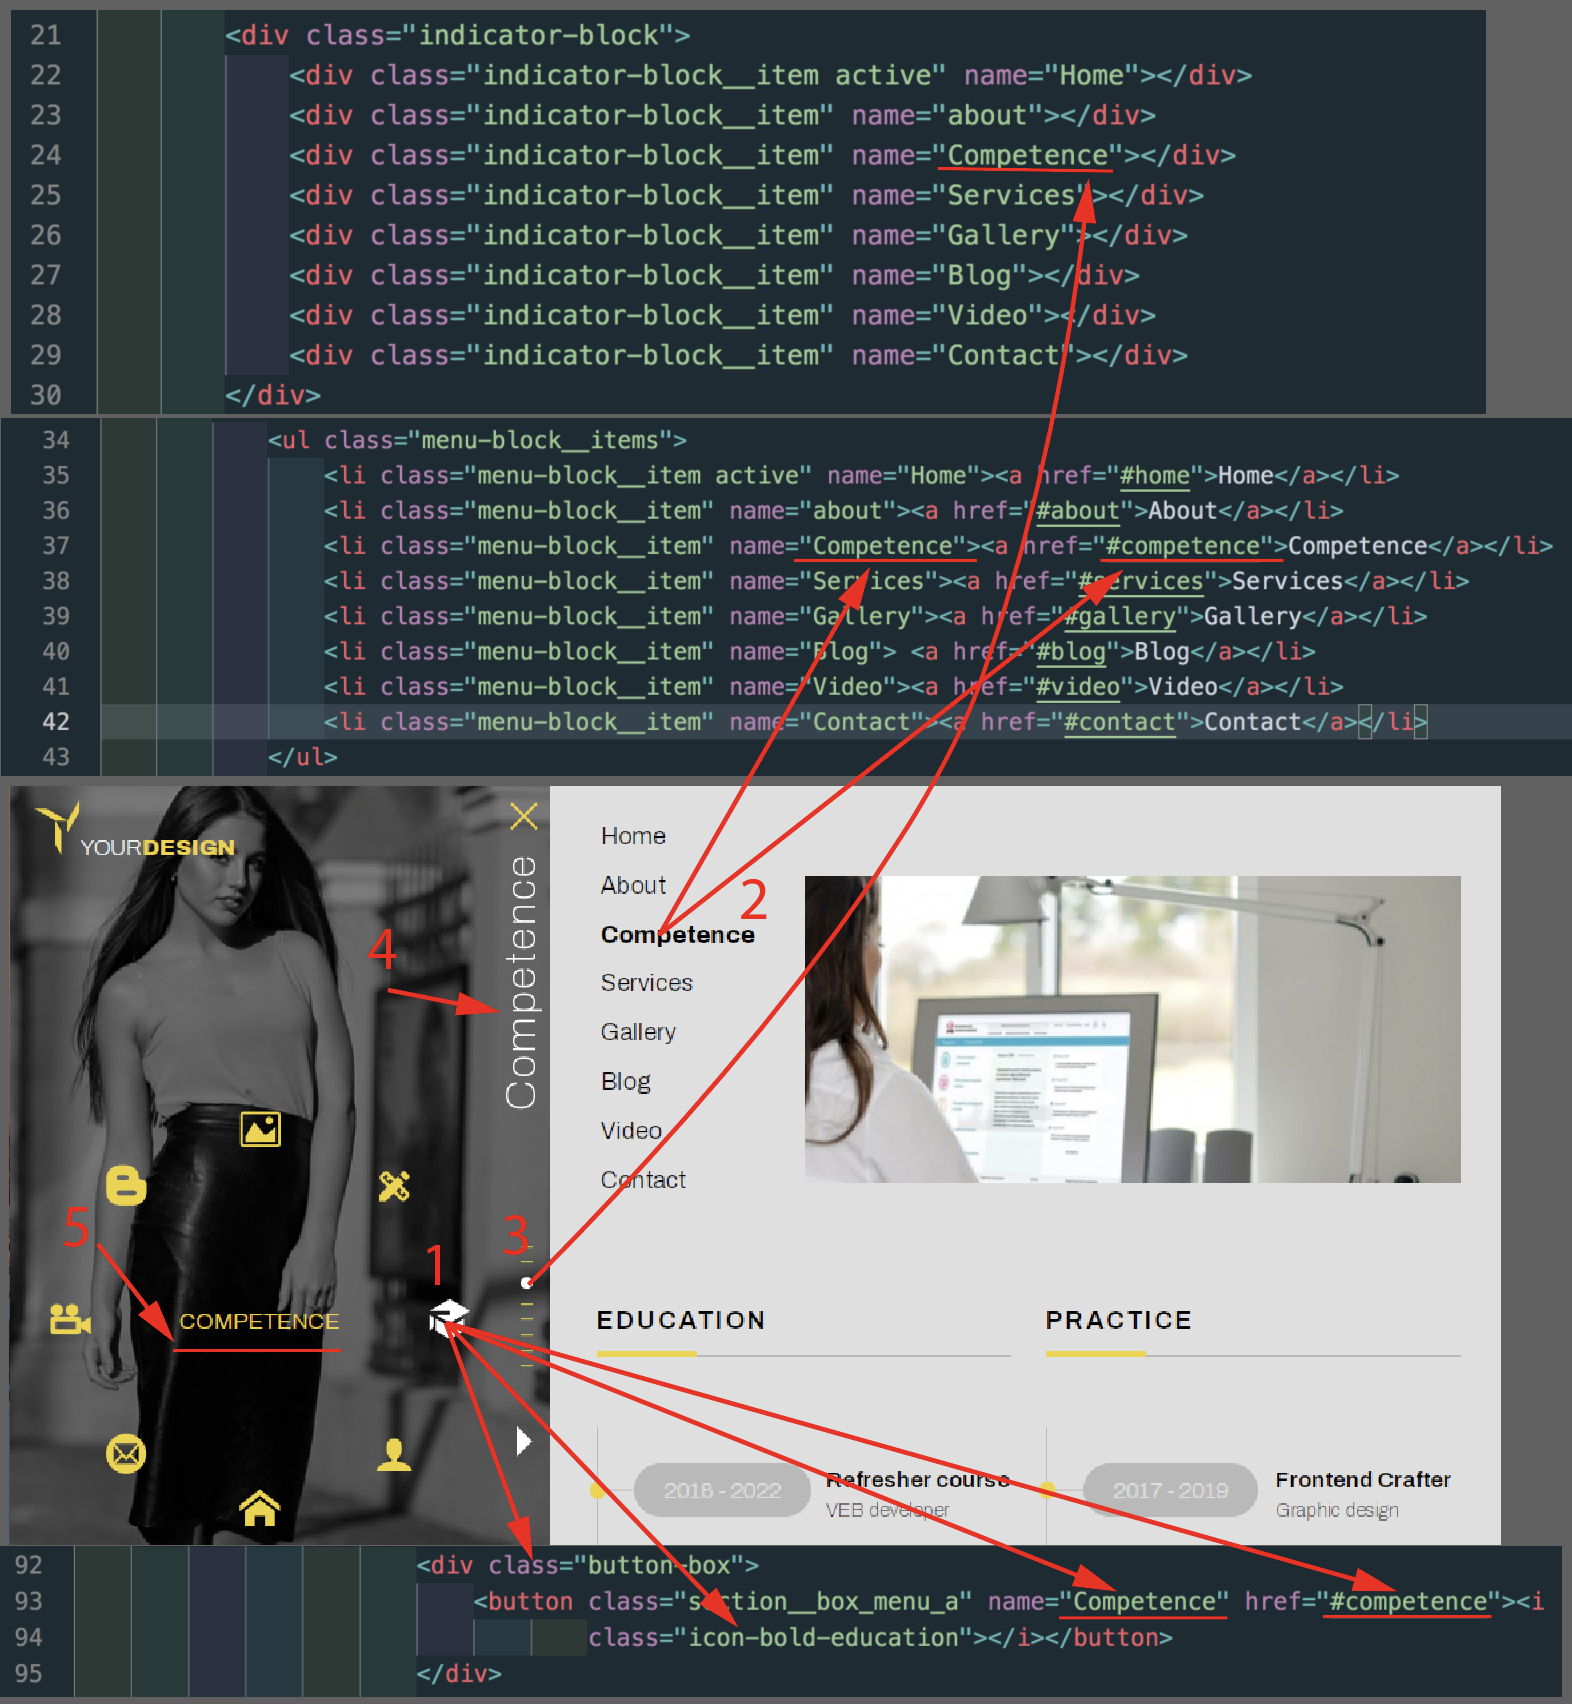 21 <div class="indicator-block">
22 <div class="indicator-block__item active" name="Home"></div>
23 <div class="indicator-block__item" name="about"></div>
24 <div class="indicator-block__item" name="Competence"></div>
25 <div class="indicator-block__item" name="Services"></div>
26 <div class="indicator-block__item" name="Gallery"></div>
27 <div class="indicator-block__item" name="Blog"></div>
28 <div class="indicator-block__item" name="Video"></div>
29 <div class="indicator-block__item" name="Contact"></div>
30 </div>
34 <ul class="menu-block__items">
35 <li class="menu-block__item active" name="Home"><a href="#home">Home</a></li>
36 <li class="menu-block__item" name="about"><a href="#about">About</a></li>
37 <li class="menu-block__item" name="Competence"><a href="#competence">Competence</a></li>
38 <li class="menu-block__item" name="Services"><a href="#services">Services</a></li>
39 <li class="menu-block__item" name="Gallery"><a href="#gallery">Gallery</a></li>
40 <li class="menu-block__item" name="Blog"> <a href="#blog">Blog</a></li>
41 <li class="menu-block__item" name="Video"><a href="#video">Video</a></li>
42 <li class="menu-block__item" name="Contact"><a href="#contact">Contact</a></li>
43 </ul>
YOURDESIGN
Competence
4
5
COMPETENCE
1
3
Home
About
2
Competence
Services
Gallery
Blog
Video
Contact
EDUCATION
PRACTICE
2018 - 2022
Refresher course
VEB developer
2017 - 2019
Frontend Crafter
Graphic design
92 <div class="button-box">
93 <button class="section__box_menu_a" name="Competence" href="#competence"><i
94 class="icon-bold-education"></i></button>
95 </div>